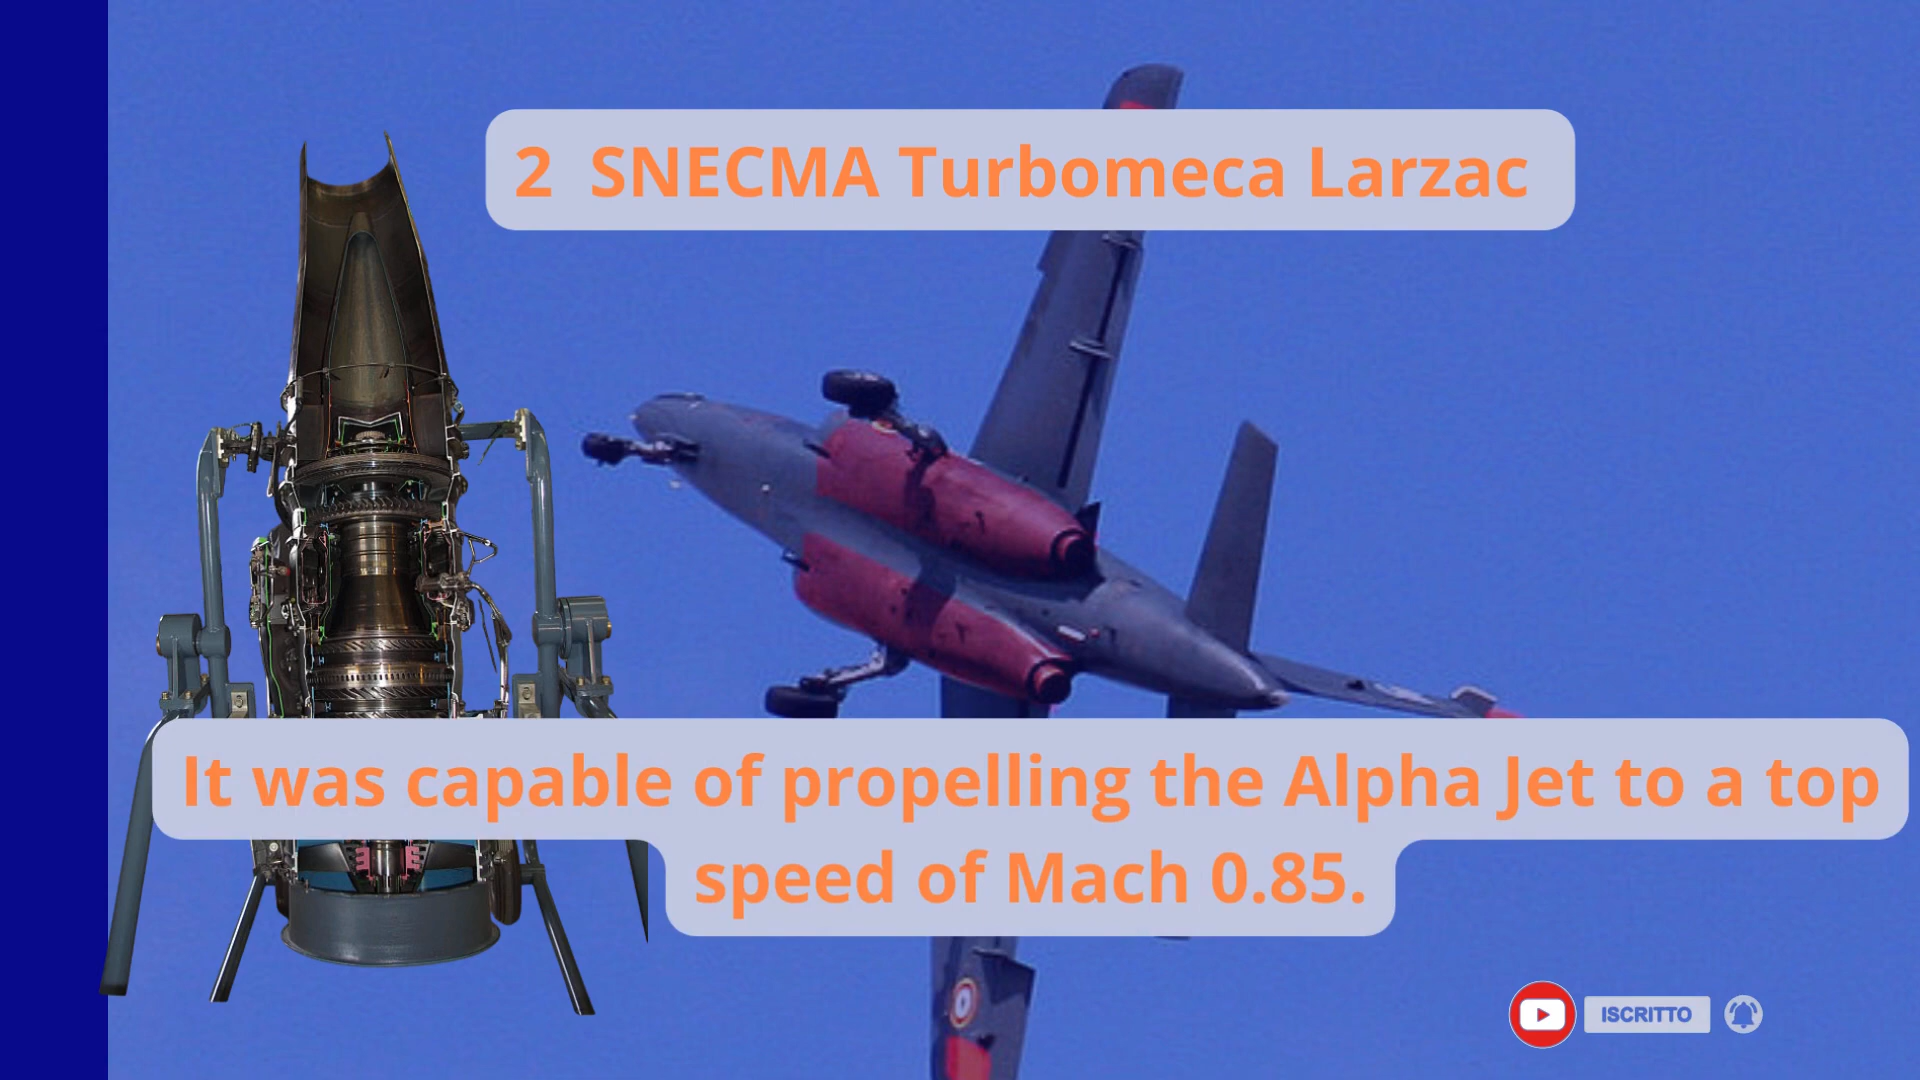 2 SNECMA Turbomeca Larzac
It was capable of propelling the Alpha Jet to a top
speed of Mach 0.85.
ISCRITTO